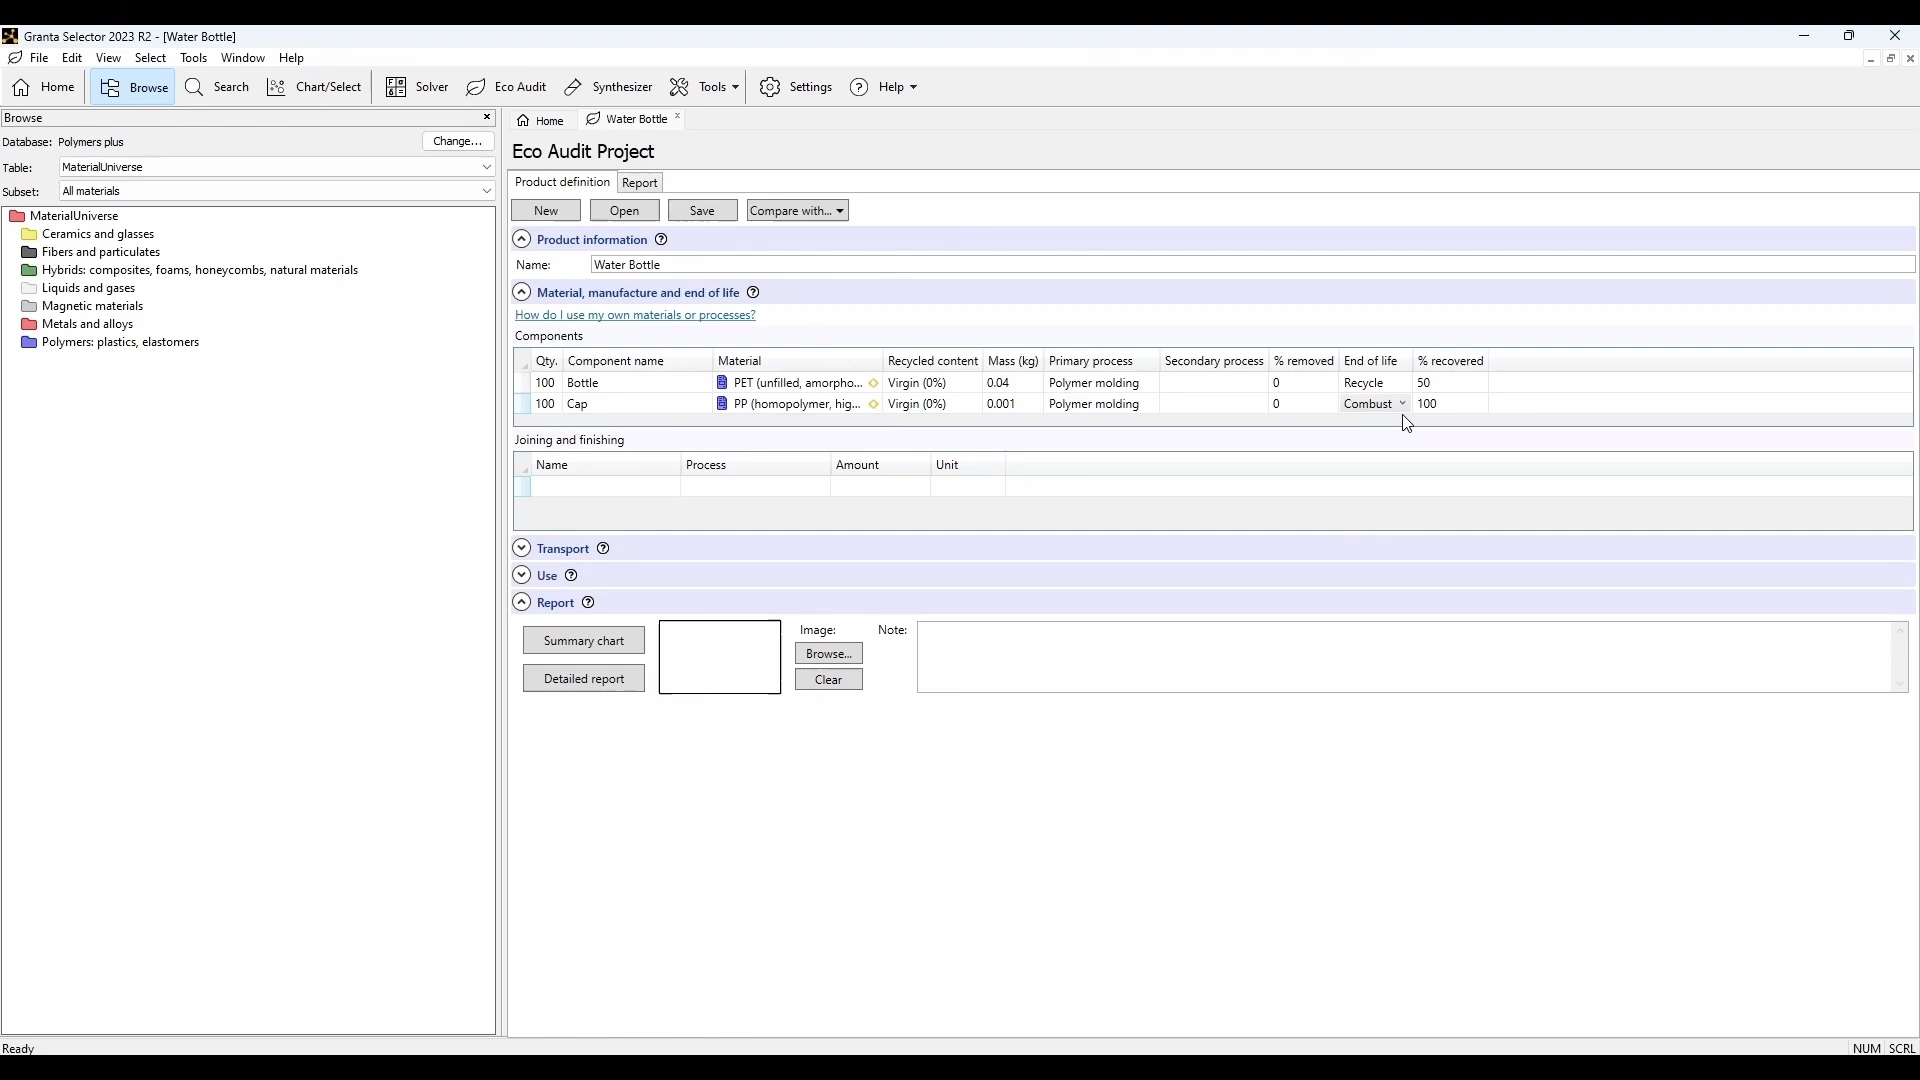 Granta Selector 2023 R2 - [Water Bottle]
File Edit View Select Tools Window Help
Home Browse Search Chart/Select Solver Eco Audit Synthesizer Tools Settings Help
Browse
Database: Polymers plus Change...
Table: MaterialUniverse
Subset: All materials
MaterialUniverse
Ceramics and glasses
Fibers and particulates
Hybrids: composites, foams, honeycombs, natural materials
Liquids and gases
Magnetic materials
Metals and alloys
Polymers: plastics, elastomers
Home Water Bottle
Eco Audit Project
Product definition Report
New Open Save Compare with...
Product information
Name: Water Bottle
Material, manufacture and end of life
How do I use my own materials or processes?
Components
Qty. Component name Material Recycled content Mass (kg) Primary process Secondary process % removed End of life % recovered
100 Bottle PET (unfilled, amorpho... Virgin (0%) 0.04 Polymer molding 0 Recycle 50
100 Cap PP (homopolymer, hig... Virgin (0%) 0.001 Polymer molding 0 Combust 100
Joining and finishing
Name Process Amount Unit
Transport
Use
Report
Summary chart
Detailed report
Image:
Browse...
Clear
Note:
Ready NUM SCRL